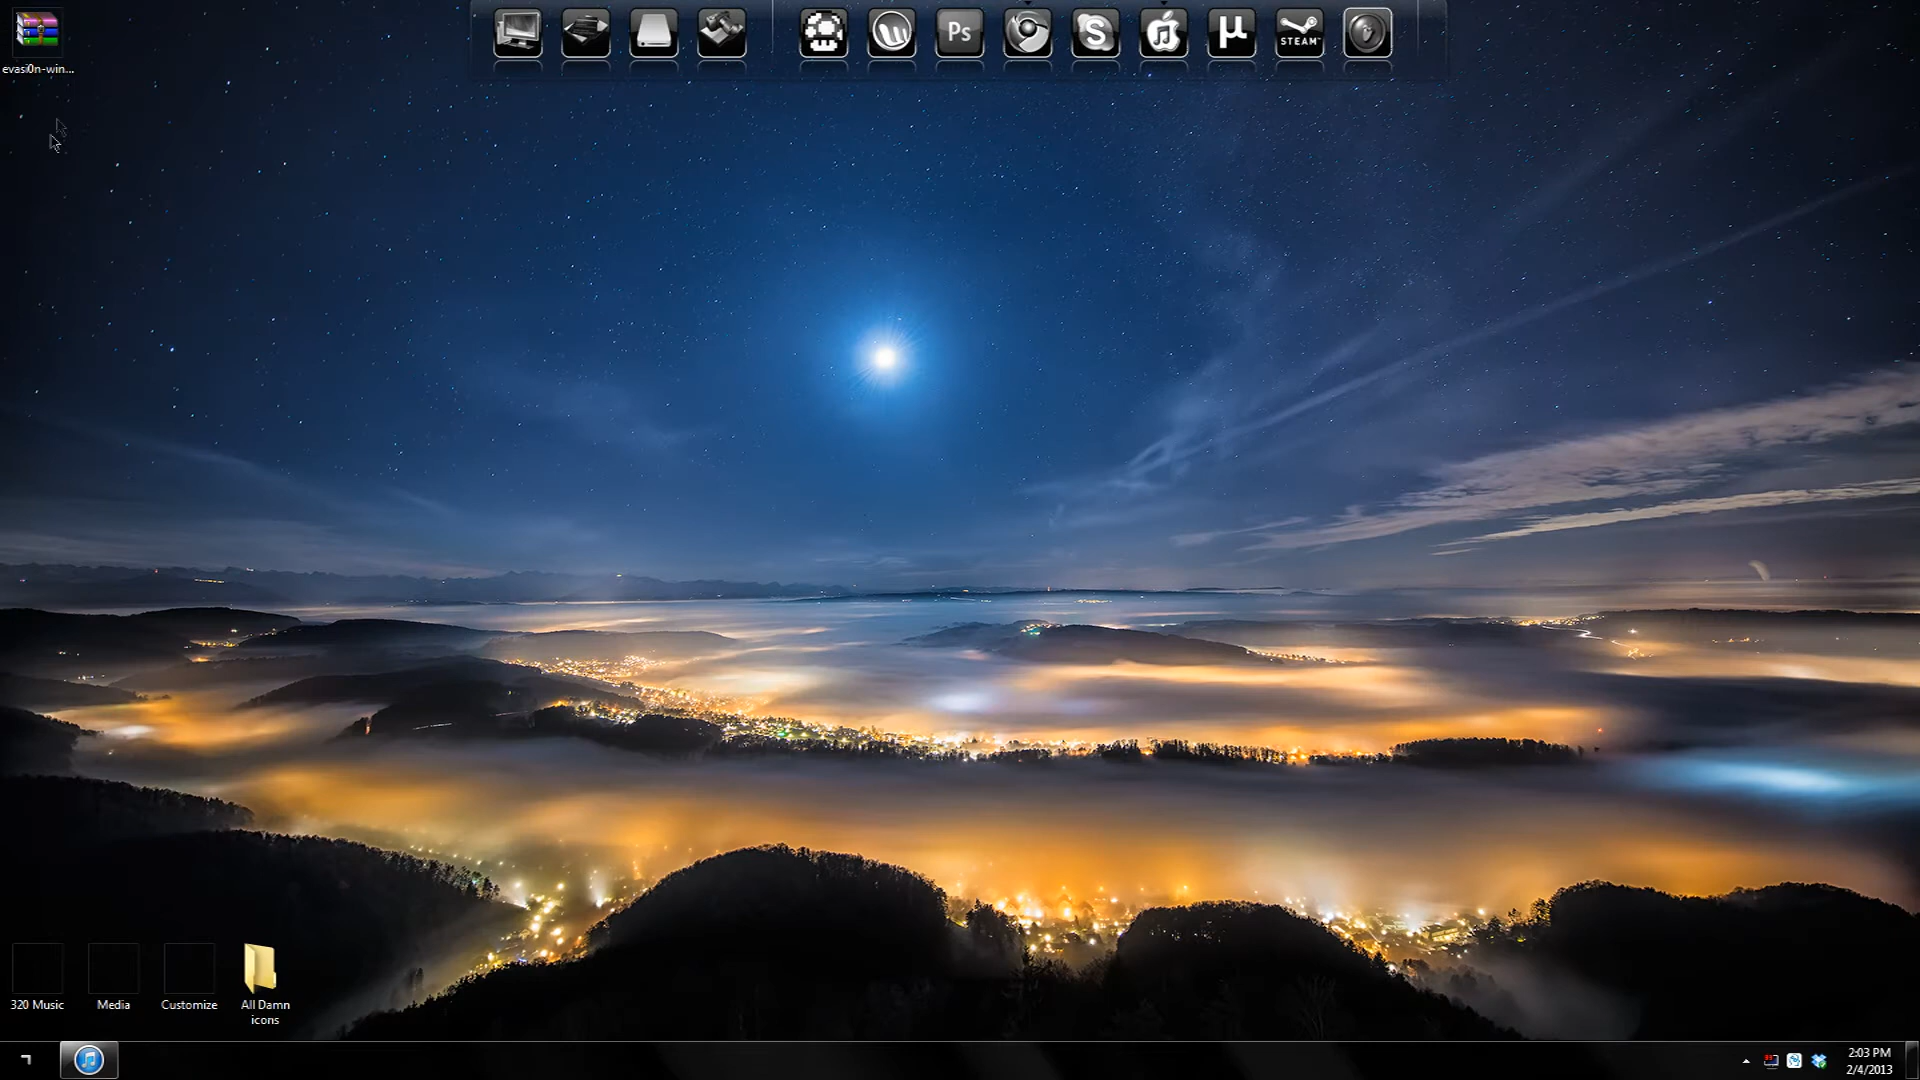 evasi0n-win...
Ps
S
µ
STEAM
320 Music
Media
Customize
All Damn
icons
2:03 PM
2/4/2013